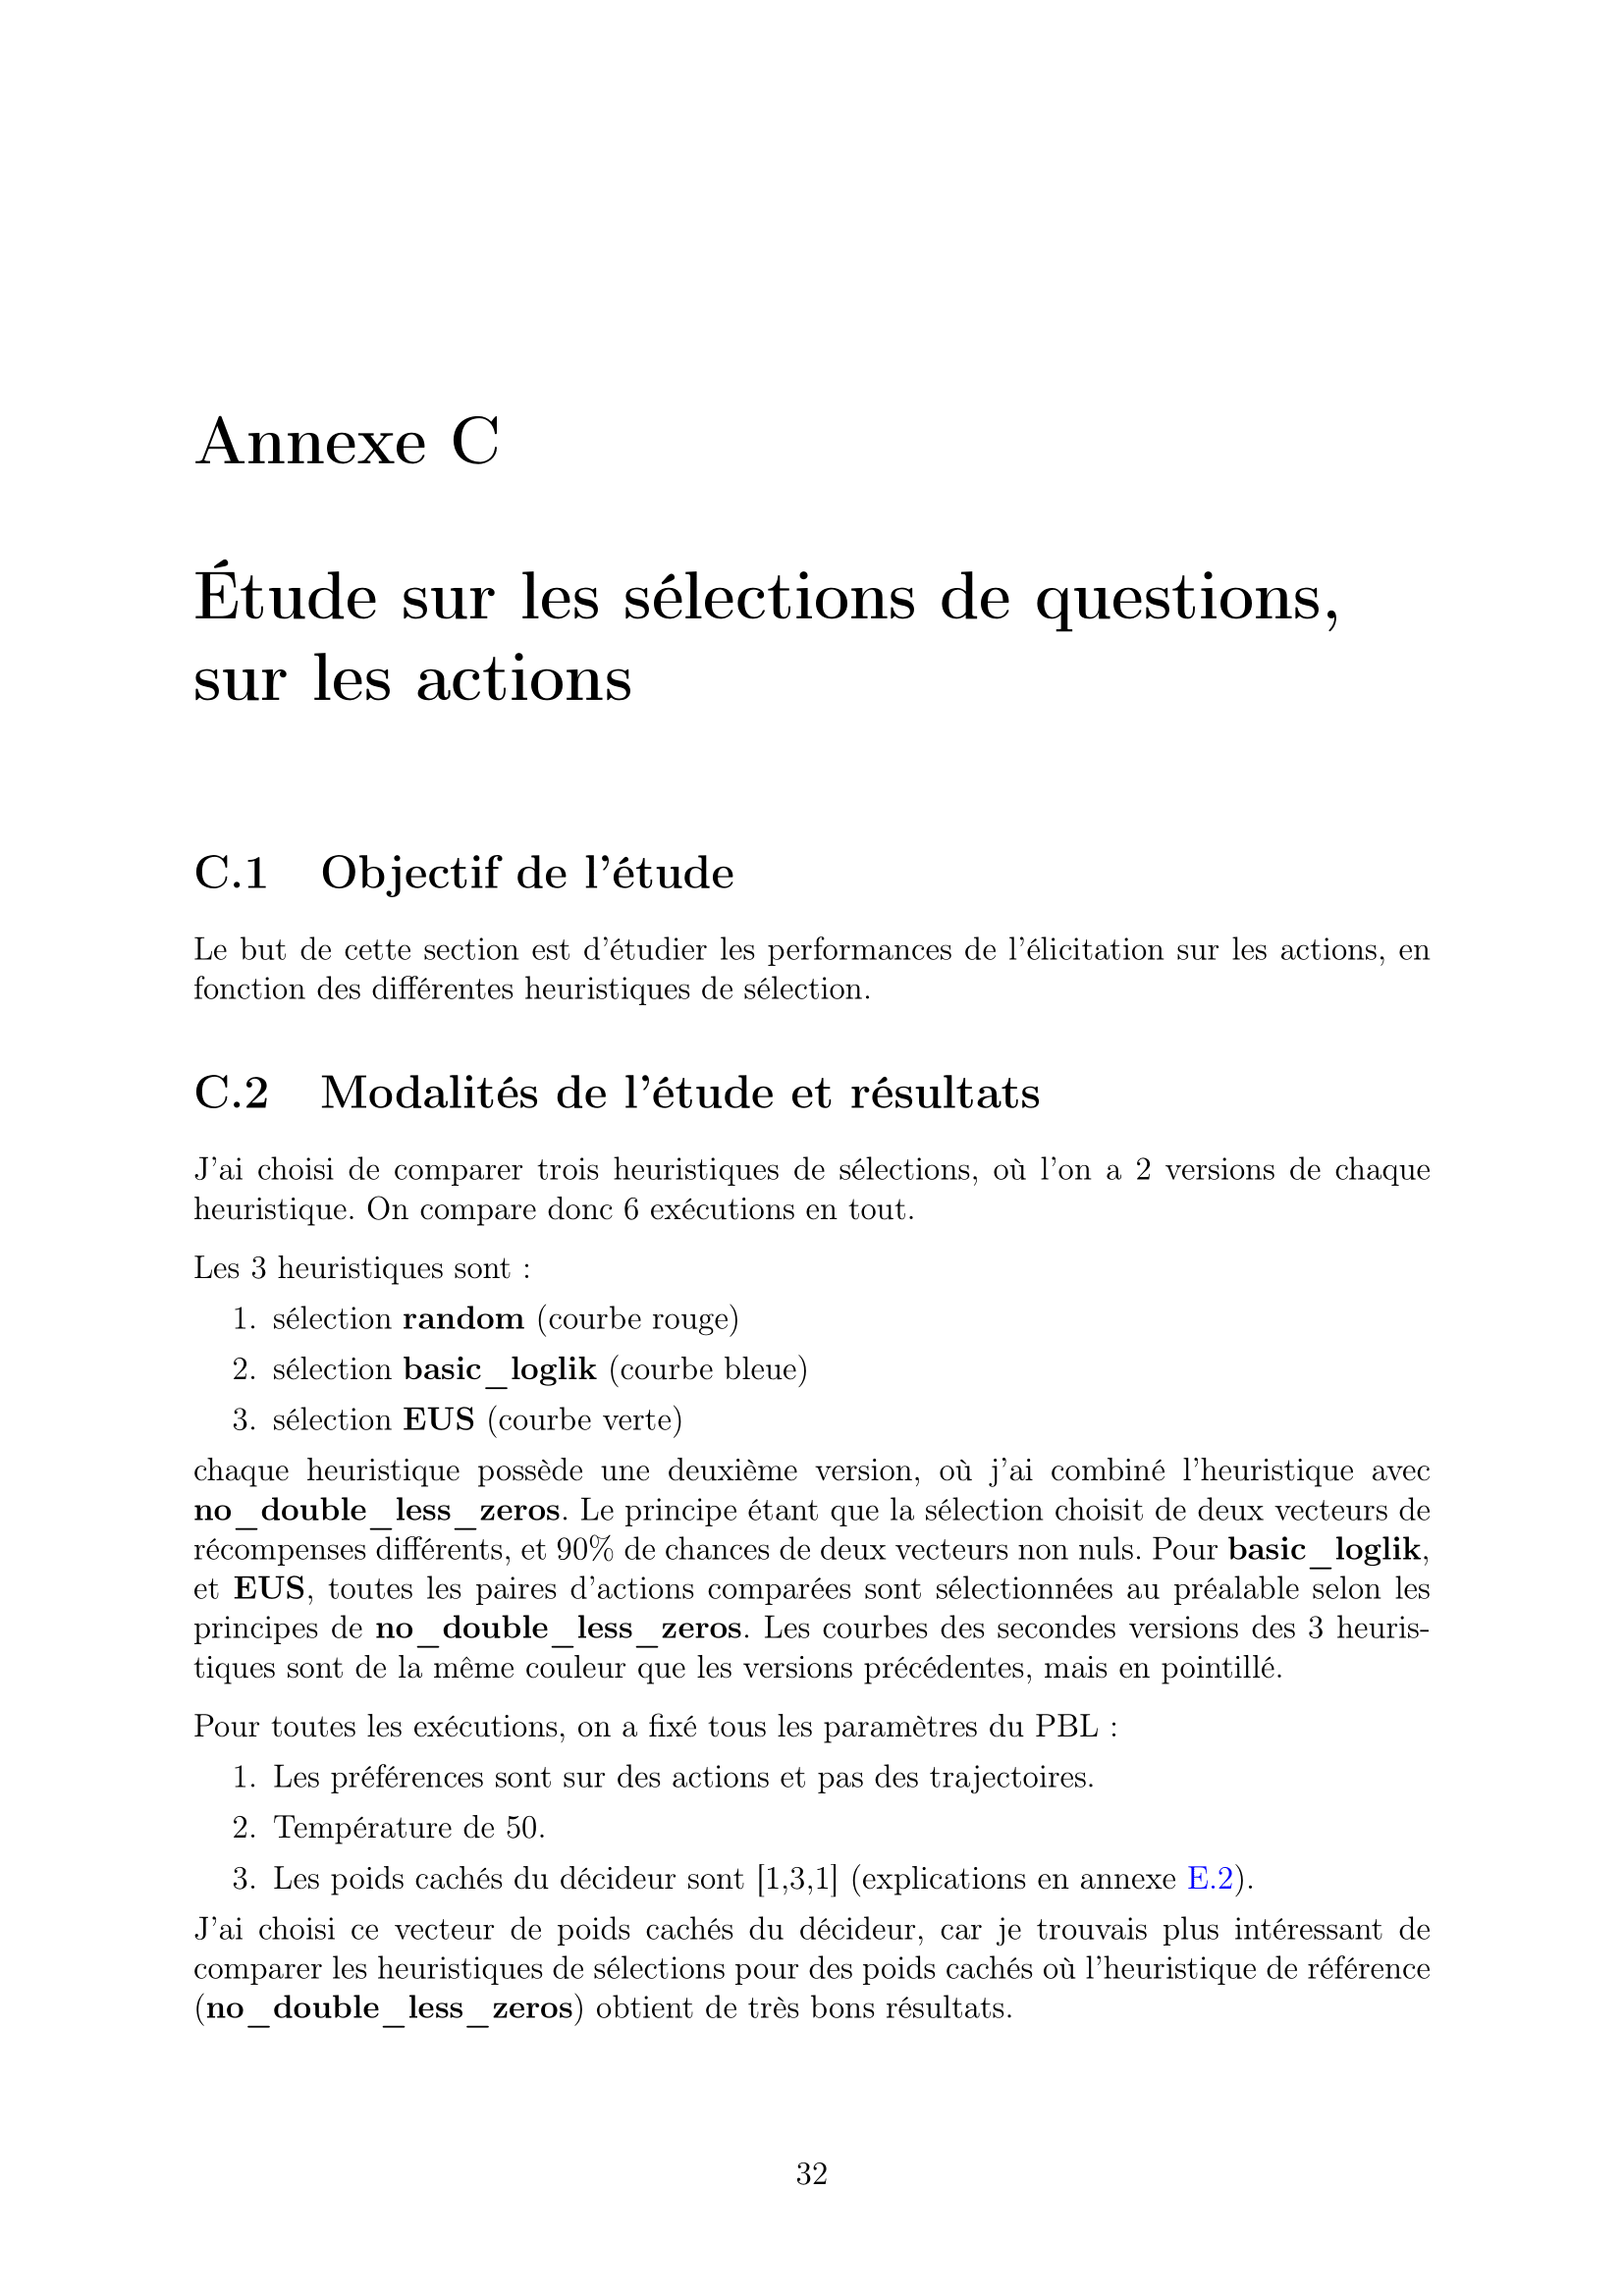 Annexe C
Étude sur les sélections de questions,
sur les actions
C.1 Objectif de l'étude
Le but de cette section est d'étudier les performances de l'élicitation sur les actions, en
fonction des différentes heuristiques de sélection.
C.2 Modalités de l'étude et résultats
J'ai choisi de comparer trois heuristiques de sélections, où l'on a 2 versions de chaque
heuristique. On compare donc 6 exécutions en tout.
Les 3 heuristiques sont :
1. sélection random (courbe rouge)
2. sélection basic_loglik (courbe bleue)
3. sélection EUS (courbe verte)
chaque heuristique possède une deuxième version, où j'ai combiné l'heuristique avec
no_double_less_zeros. Le principe étant que la sélection choisit de deux vecteurs de
récompenses différents, et 90% de chances de deux vecteurs non nuls. Pour basic_loglik,
et EUS, toutes les paires d'actions comparées sont sélectionnées au préalable selon les
principes de no_double_less_zeros. Les courbes des secondes versions des 3 heuris-
tiques sont de la même couleur que les versions précédentes, mais en pointillé.
Pour toutes les exécutions, on a fixé tous les paramètres du PBL :
1. Les préférences sont sur des actions et pas des trajectoires.
2. Température de 50.
3. Les poids cachés du décideur sont [1,3,1] (explications en annexe E.2).
J'ai choisi ce vecteur de poids cachés du décideur, car je trouvais plus intéressant de
comparer les heuristiques de sélections pour des poids cachés où l'heuristique de référence
(no_double_less_zeros) obtient de très bons résultats.
32